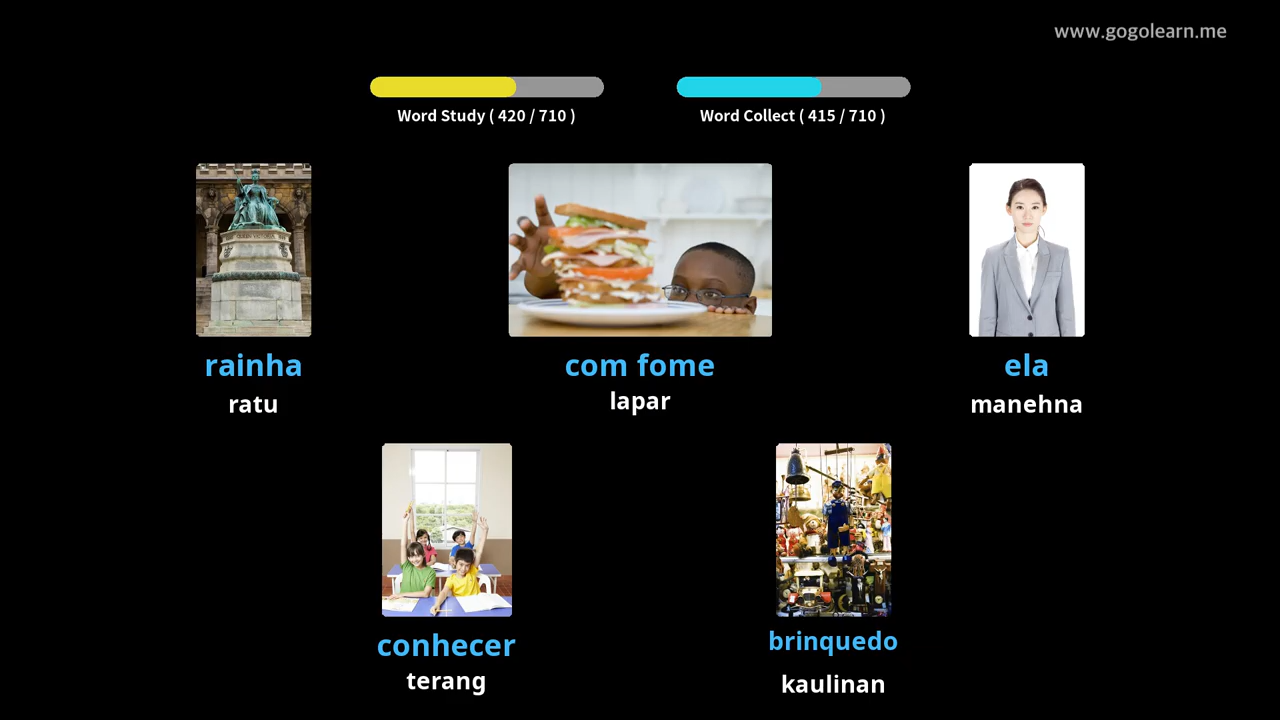 www.gogolearn.me
Word Study ( 420 / 710 )
Word Collect ( 415 / 710 )
rainha
ratu
com fome
lapar
ela
manehna
conhecer
terang
brinquedo
kaulinan